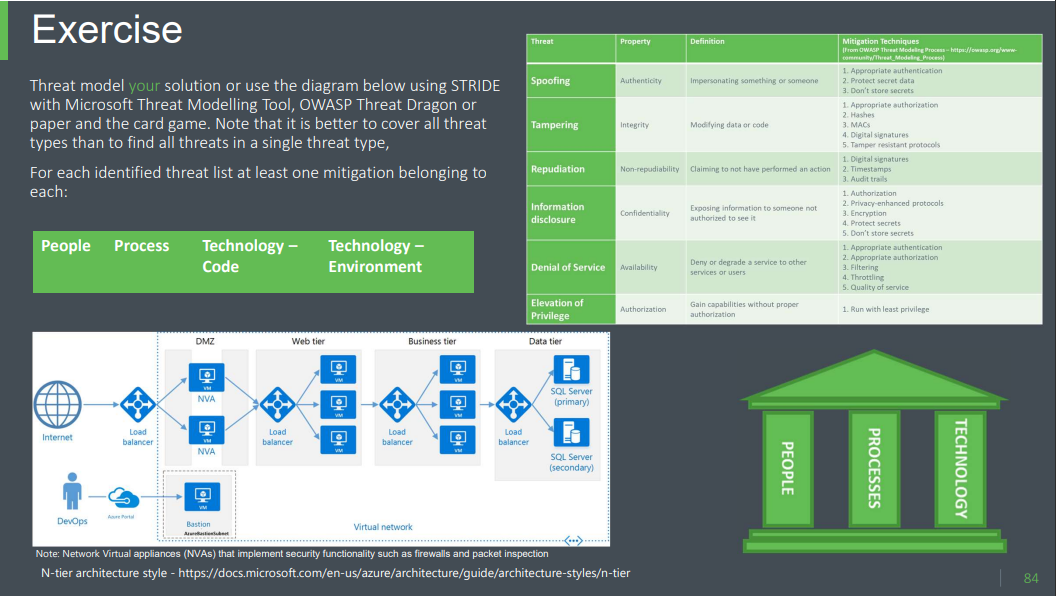 Exercise
Threat model your solution or use the diagram below using STRIDE
with Microsoft Threat Modelling Tool, OWASP Threat Dragon or
paper and the card game. Note that it is better to cover all threat
types than to find all threats in a single threat type,
For each identified threat list at least one mitigation belonging to
each:
People Process Technology – Technology –
Code Environment
Threat Property Definition Mitigation Techniques
(From OWASP Threat Modeling Process – https://owasp.org/www-
community/Threat_Modeling_Process)
Spoofing Authenticity Impersonating something or someone
1. Appropriate authentication
2. Protect secret data
3. Don't store secrets
Tampering Integrity Modifying data or code
1. Appropriate authorization
2. Hashes
3. MACs
4. Digital signatures
5. Tamper resistant protocols
Repudiation Non-repudiability Claiming to not have performed an action
1. Digital signatures
2. Timestamps
3. Audit trails
Information
disclosure
Confidentiality
Exposing information to someone not
authorized to see it
1. Authorization
2. Privacy-enhanced protocols
3. Encryption
4. Protect secrets
5. Don't store secrets
Denial of Service Availability
Deny or degrade a service to other
services or users
1. Appropriate authentication
2. Appropriate authorization
3. Filtering
4. Throttling
5. Quality of service
Elevation of
Privilege
Authorization
Gain capabilities without proper
authorization
1. Run with least privilege
DMZ Web tier Business tier Data tier
Internet
Load
balancer
VM
NVA
VM
NVA
Load
balancer
VM
VM
VM
Load
balancer
VM
VM
VM
Load
balancer
SQL Server
(primary)
SQL Server
(secondary)
DevOps
Azure Portal
VM
Bastion
AzureBastionSubnet
Virtual network
PEOPLE
PROCESSES
TECHNOLOGY
Note: Network Virtual appliances (NVAs) that implement security functionality such as firewalls and packet inspection
N-tier architecture style - https://docs.microsoft.com/en-us/azure/architecture/guide/architecture-styles/n-tier
84